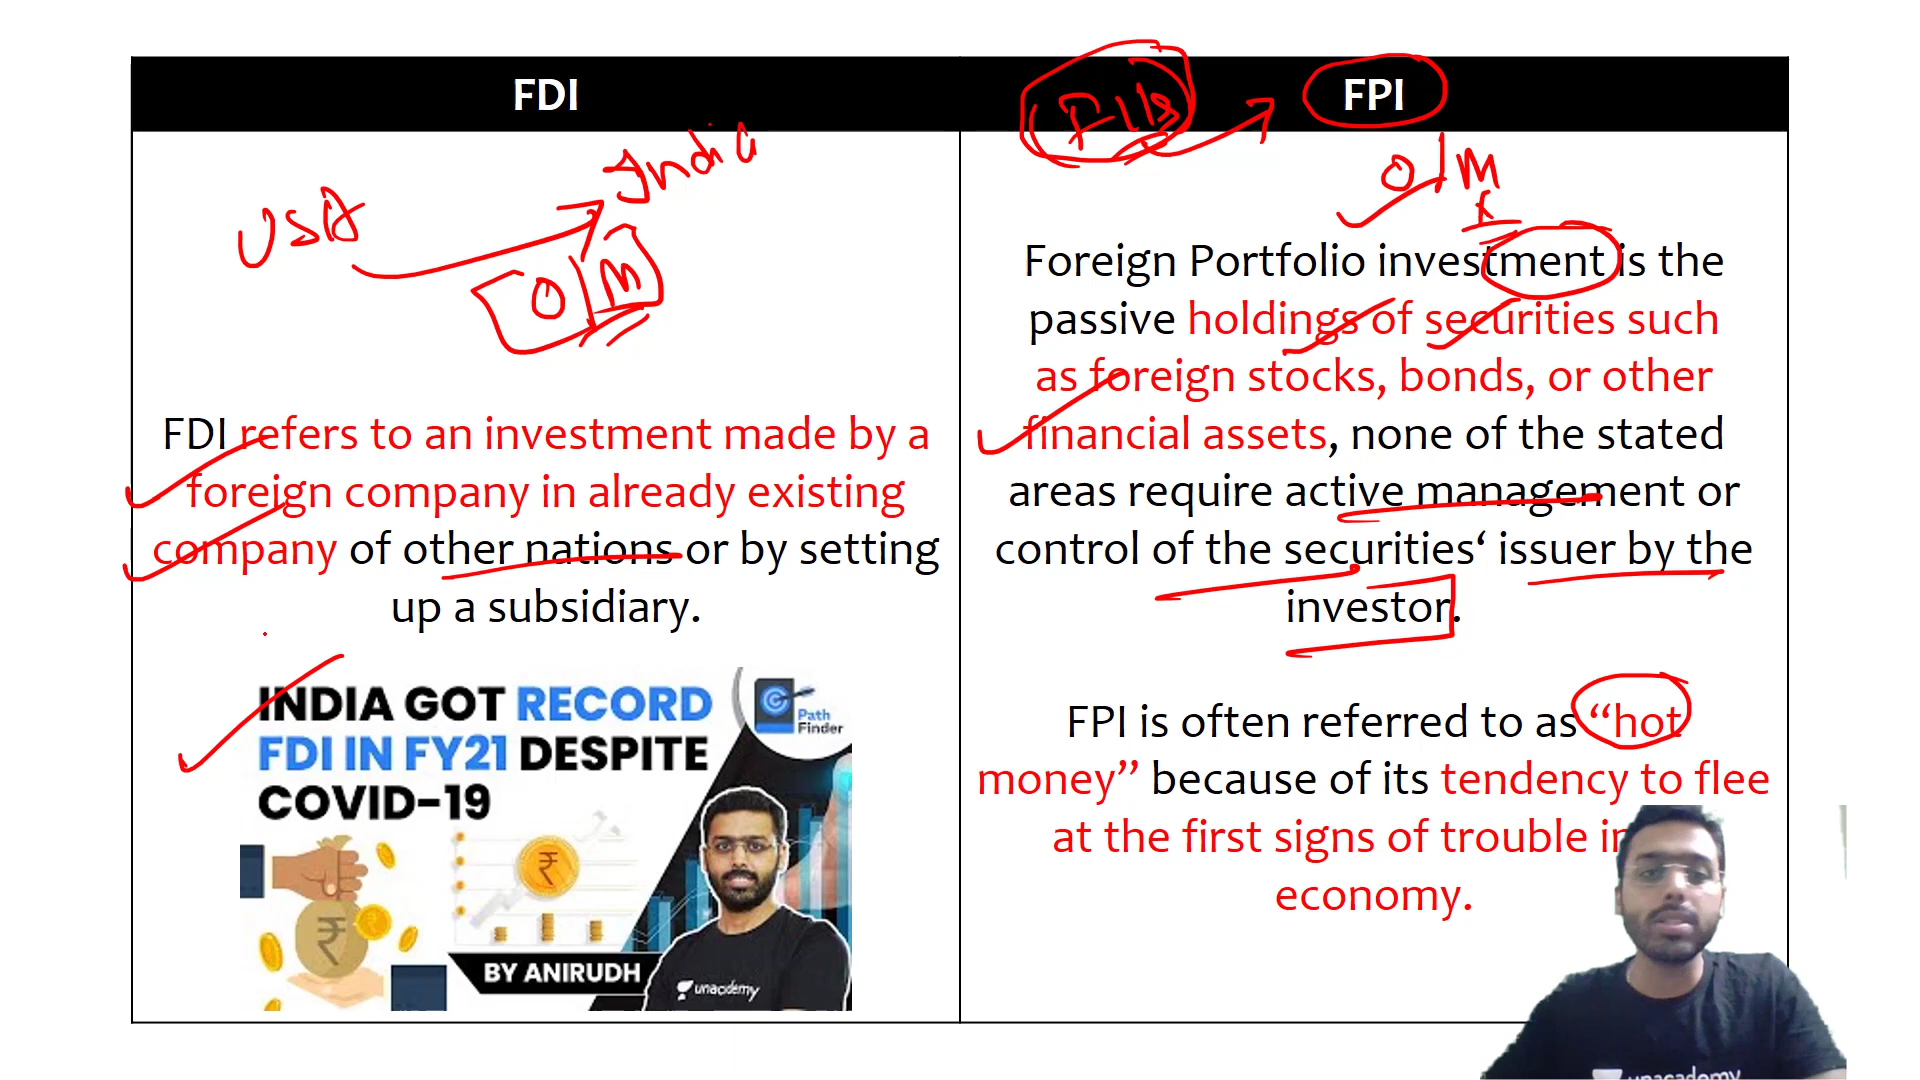 FDI
FPI
FIIs
USA
India
O M
O M
x
FDI refers to an investment made by a
foreign company in already existing
company of other nations or by setting
up a subsidiary.
INDIA GOT RECORD
FDI IN FY21 DESPITE
COVID-19
Path
Finder
₹
₹
BY ANIRUDH
unacademy
Foreign Portfolio investment is the
passive holdings of securities such
as foreign stocks, bonds, or other
financial assets, none of the stated
areas require active management or
control of the securities‘ issuer by the
investor.
FPI is often referred to as “hot
money” because of its tendency to flee
at the first signs of trouble in
economy.
unacademy